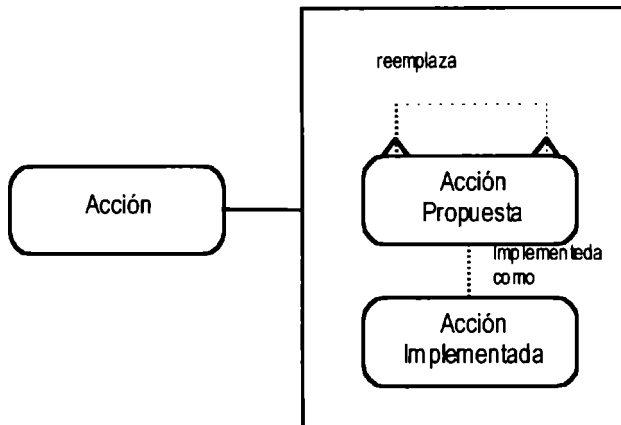 reemplaza
Acción
Acción
Propuesta
Implementeda
como
Acción
Implementada